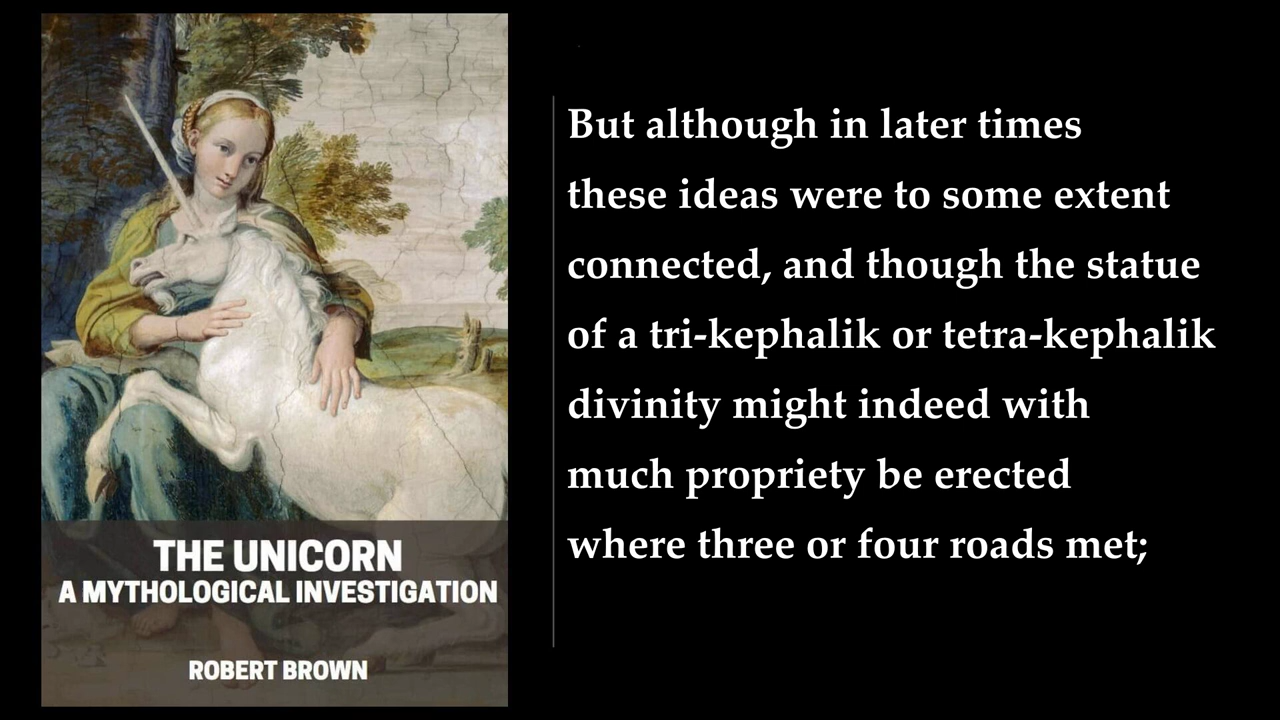 THE UNICORN
A MYTHOLOGICAL INVESTIGATION
ROBERT BROWN
But although in later times
these ideas were to some extent
connected, and though the statue
of a tri-kephalik or tetra-kephalik
divinity might indeed with
much propriety be erected
where three or four roads met;